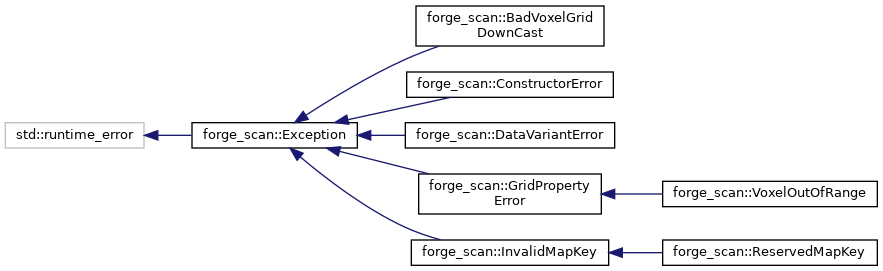 forge_scan::BadVoxelGrid
DownCast
forge_scan::ConstructorError
std::runtime_error
forge_scan::Exception
forge_scan::DataVariantError
forge_scan::GridProperty
Error
forge_scan::VoxelOutOfRange
forge_scan::InvalidMapKey
forge_scan::ReservedMapKey